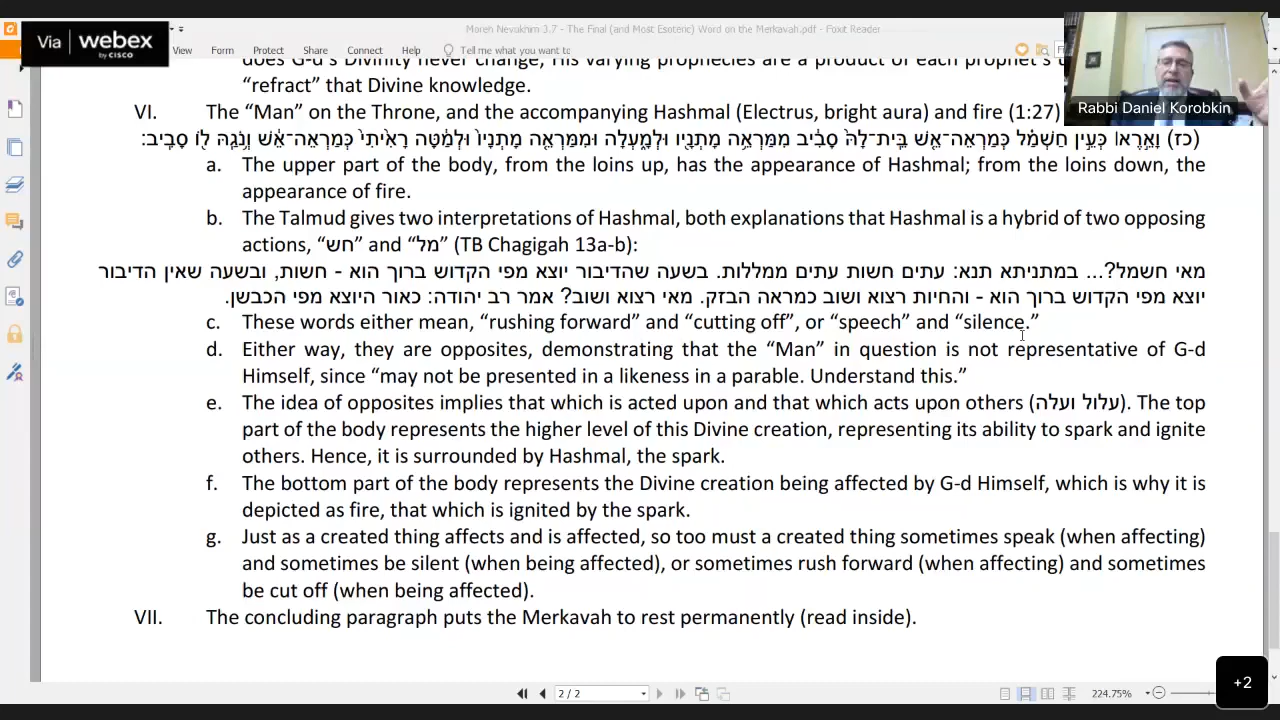 Moreh Nevukhim 3.7 - The Final (and Most Esoteric) Word on the Merkavah.pdf - Foxit Reader
Via webex
by CISCO
View Form Protect Share Connect Help Tell me what you want to
Rabbi Daniel Korobkin
does G-d's Divinity never change, His varying prophecies are a product of each prophet's
"refract" that Divine knowledge.
VI. The "Man" on the Throne, and the accompanying Hashmal (Electrus, bright aura) and fire (1:27)
(כז) וָאֵ֣רֶא׀ כְּעֵ֣ין חַשְׁמַ֗ל כְּמַרְאֵה־אֵ֤שׁ בֵּֽית־לָהּ֙ סָבִ֔יב מִמַּרְאֵ֥ה מָתְנָ֖יו וּלְמָ֑עְלָה וּמִמַּרְאֵ֤ה מָתְנָיו֙ וּלְמַ֔טָּה רָאִ֙יתִי֙ כְּמַרְאֵה־אֵ֔שׁ וְנֹ֥גַֽהּ ל֖וֹ סָבִֽיב:
a. The upper part of the body, from the loins up, has the appearance of Hashmal; from the loins down, the
appearance of fire.
b. The Talmud gives two interpretations of Hashmal, both explanations that Hashmal is a hybrid of two opposing
actions, "חש" and "מל" (TB Chagigah 13a-b):
מאי חשמל?... במתניתא תנא: עתים חשות עתים ממללות. בשעה שהדיבור יוצא מפי הקדוש ברוך הוא - חשות, ובשעה שאין הדיבור
יוצא מפי הקדוש ברוך הוא - והחיות רצוא ושוב כמראה הבזק. מאי רצוא ושוב? אמר רב יהודה: כאור היוצא מפי הכבשן.
c. These words either mean, "rushing forward" and "cutting off", or "speech" and "silence."
d. Either way, they are opposites, demonstrating that the "Man" in question is not representative of G-d
Himself, since "may not be presented in a likeness in a parable. Understand this."
e. The idea of opposites implies that which is acted upon and that which acts upon others (עלול ועלה). The top
part of the body represents the higher level of this Divine creation, representing its ability to spark and ignite
others. Hence, it is surrounded by Hashmal, the spark.
f. The bottom part of the body represents the Divine creation being affected by G-d Himself, which is why it is
depicted as fire, that which is ignited by the spark.
g. Just as a created thing affects and is affected, so too must a created thing sometimes speak (when affecting)
and sometimes be silent (when being affected), or sometimes rush forward (when affecting) and sometimes
be cut off (when being affected).
VII. The concluding paragraph puts the Merkavah to rest permanently (read inside).
2 / 2
224.75%
+2